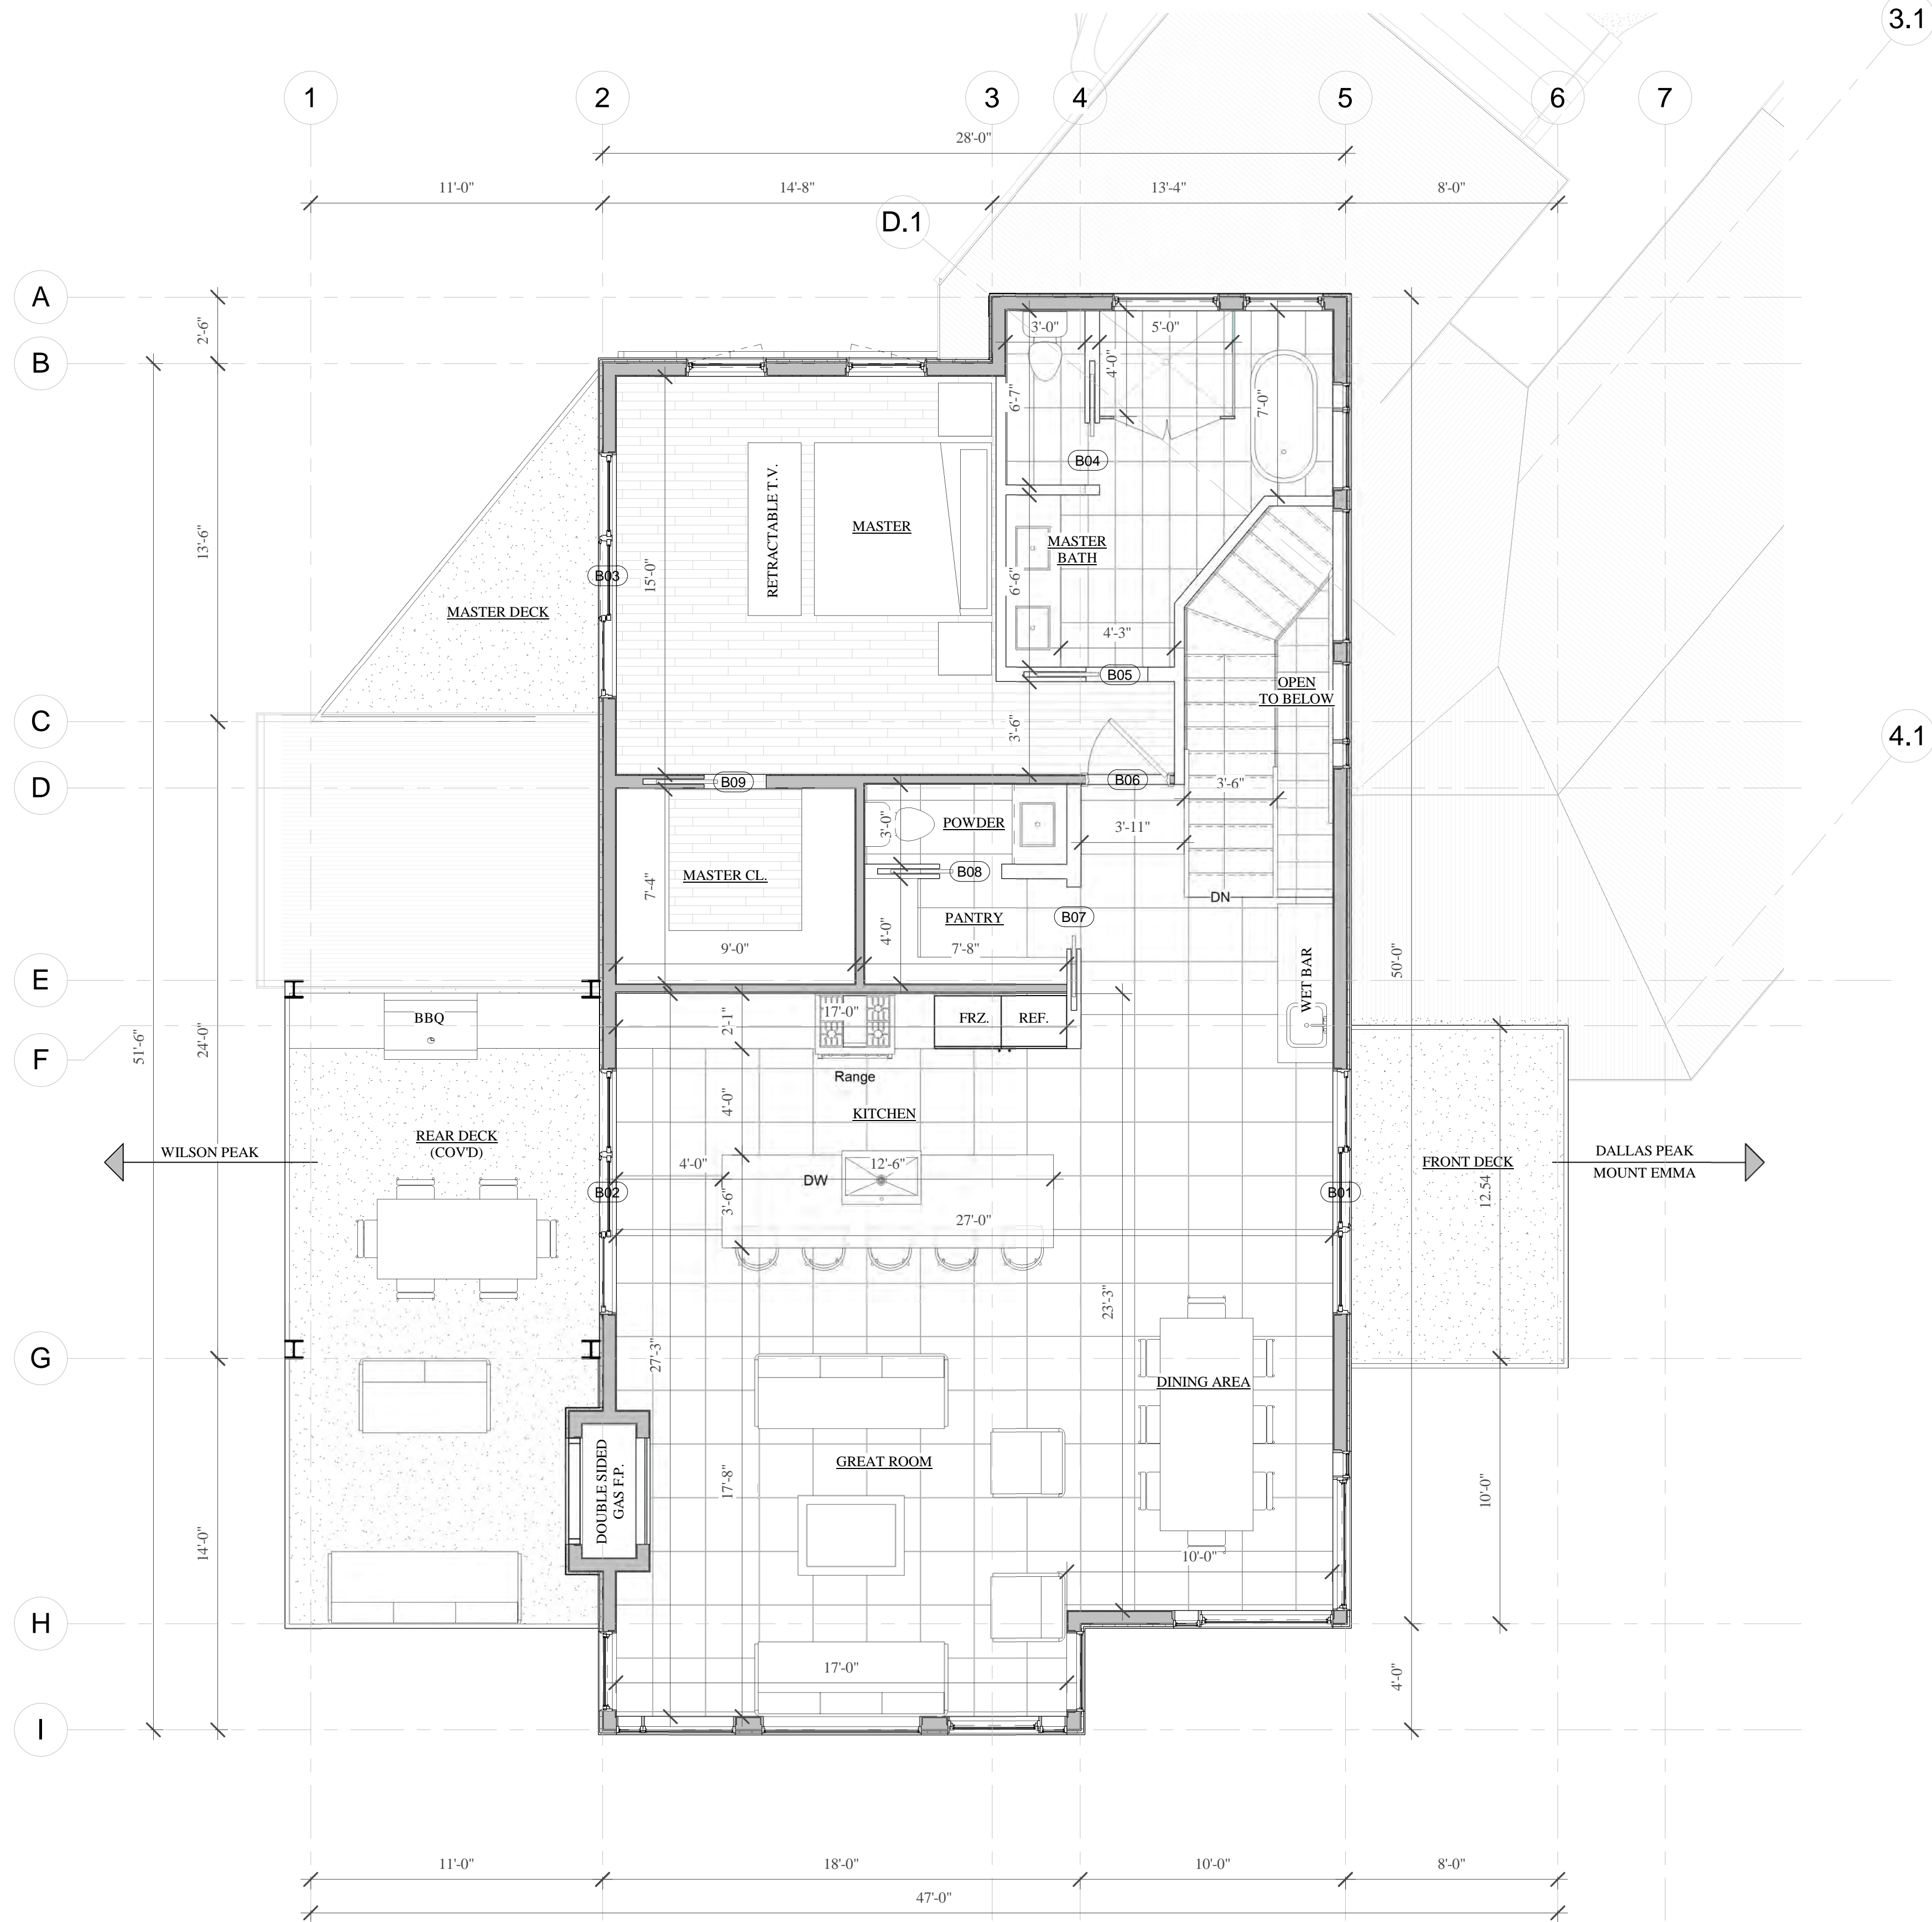 3.1
1
2
3
4
5
6
7
28'-0"
11'-0"
14'-8"
13'-4"
8'-0"
D.1
A
2'-6"
B
3'-0"
5'-0"
4'-0"
6'-7"
7'-0"
B04
RETRACTABLE T.V.
MASTER
13'-6"
MASTER
BATH
B03
15'-0"
6'-6"
MASTER DECK
4'-3"
B05
OPEN
TO BELOW
C
3'-6"
4.1
D
B09
B06
3'-6"
3'-0"
POWDER
3'-11"
MASTER CL.
7'-4"
B08
DN
PANTRY
B07
4'-0"
9'-0"
7'-8"
50'-0"
E
WET BAR
BBQ
17'-0"
2'-1"
FRZ.
REF.
F
51'-6"
24'-0"
Range
4'-0"
KITCHEN
REAR DECK
(COV'D)
WILSON PEAK
DALLAS PEAK
MOUNT EMMA
FRONT DECK
4'-0"
12'-6"
DW
B02
B01
12.54
3'-6"
27'-0"
23'-3"
27'-3"
G
DINING AREA
GREAT ROOM
DOUBLE SIDED
GAS F.P.
17'-8"
10'-0"
14'-0"
10'-0"
H
17'-0"
4'-0"
I
11'-0"
18'-0"
10'-0"
8'-0"
47'-0"